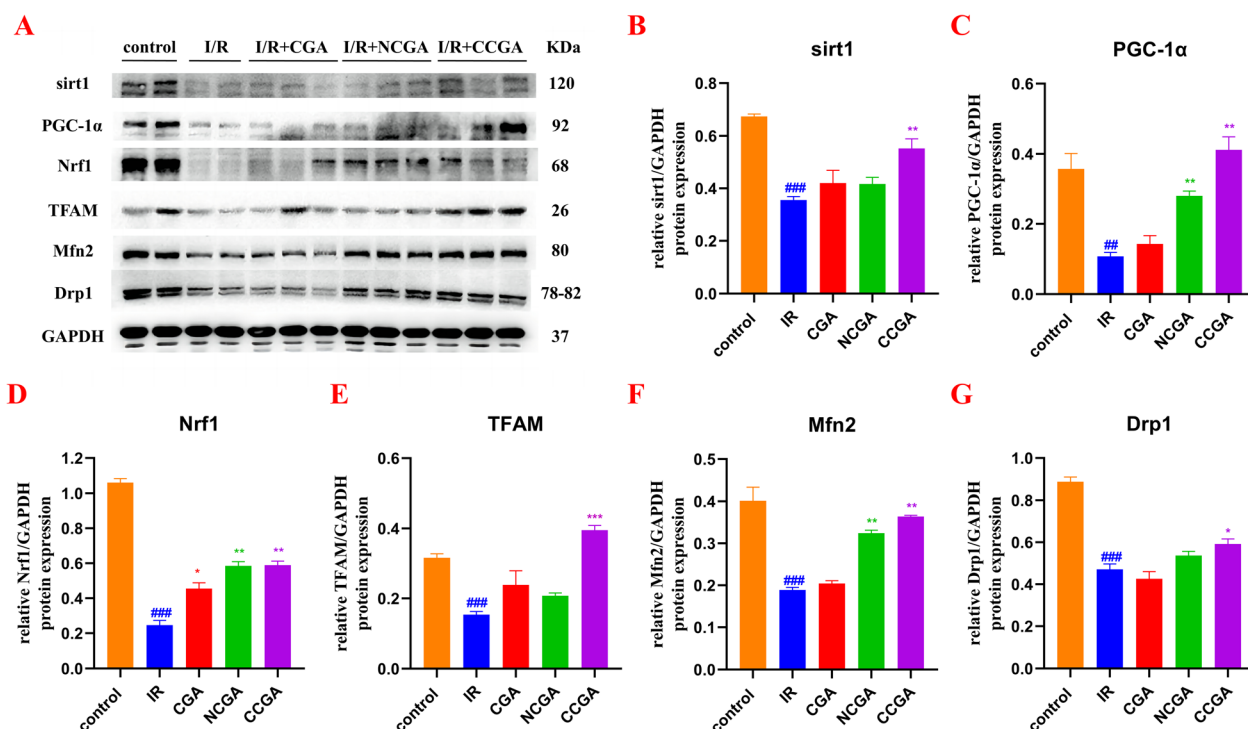 A
control I/R I/R+CGA I/R+NCGA I/R+CCGA KDa
sirt1 120
PGC-1α 92
Nrf1 68
TFAM 26
Mfn2 80
Drp1 78-82
GAPDH 37
B
sirt1
relative sirt1/GAPDH
protein expression
0.8
0.6
0.4
0.2
0.0
###
**
control IR CGA NCGA CCGA
C
PGC-1α
relative PGC-1α/GAPDH
protein expression
0.6
0.4
0.2
0.0
##
**
**
control IR CGA NCGA CCGA
D
Nrf1
relative Nrf1/GAPDH
protein expression
1.2
1.0
0.8
0.6
0.4
0.2
0.0
###
*
**
**
control IR CGA NCGA CCGA
E
TFAM
relative TFAM/GAPDH
protein expression
0.6
0.4
0.2
0.0
###
***
control IR CGA NCGA CCGA
F
Mfn2
relative Mfn2/GAPDH
protein expression
0.5
0.4
0.3
0.2
0.1
0.0
###
**
**
control IR CGA NCGA CCGA
G
Drp1
relative Drp1/GAPDH
protein expression
1.0
0.8
0.6
0.4
0.2
0.0
###
*
control IR CGA NCGA CCGA